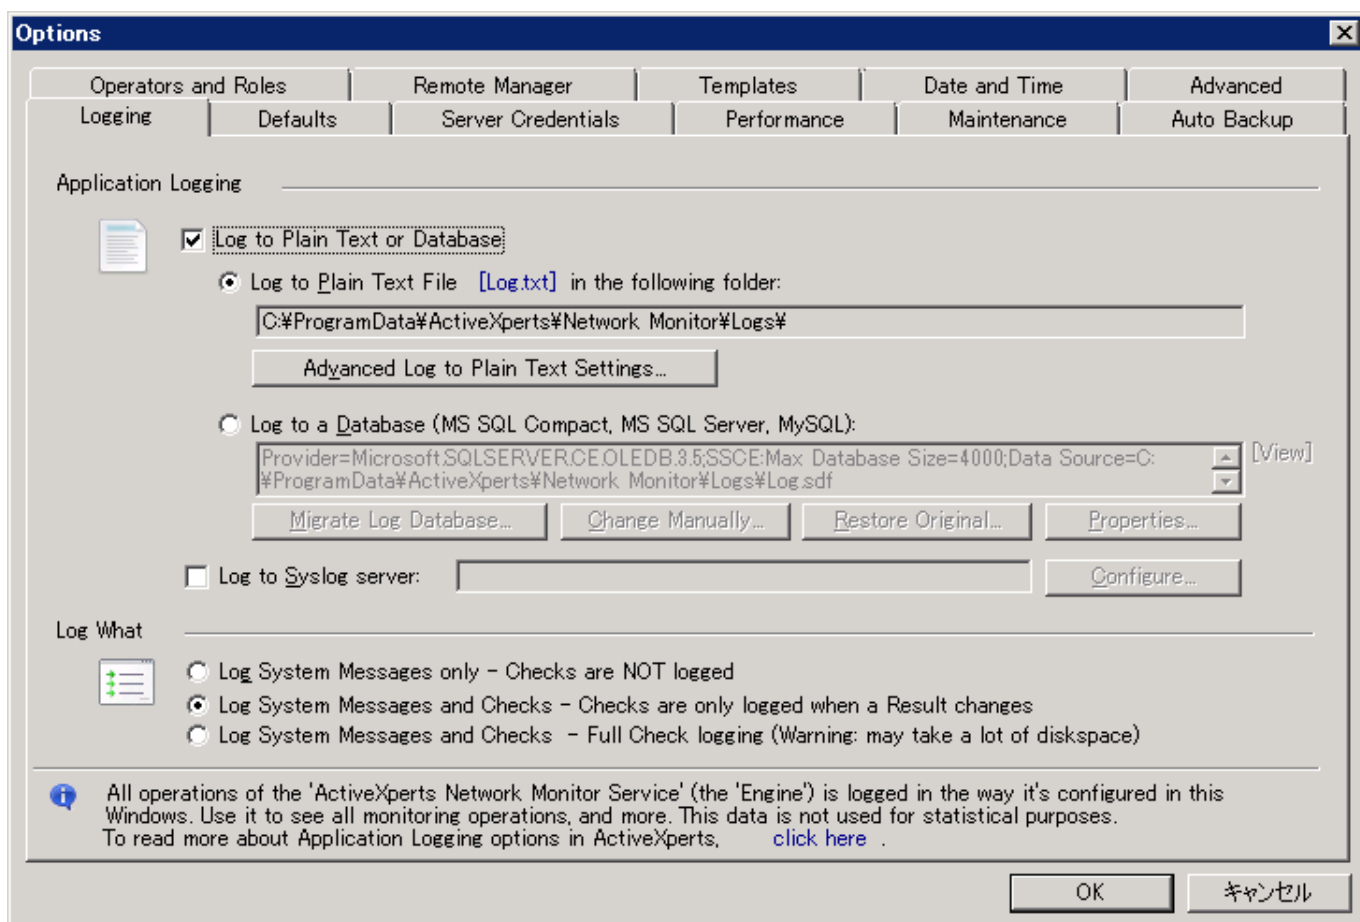 Options
Operators and Roles Remote Manager Templates Date and Time Advanced
Logging Defaults Server Credentials Performance Maintenance Auto Backup
Application Logging
Log to Plain Text or Database
Log to Plain Text File [Log.txt] in the following folder:
C:¥ProgramData¥ActiveXperts¥Network Monitor¥Logs¥
Advanced Log to Plain Text Settings...
Log to a Database (MS SQL Compact, MS SQL Server, MySQL):
Provider=Microsoft.SQLSERVER.CE.OLEDB.3.5;SSCE:Max Database Size=4000;Data Source=C: [View]
¥ProgramData¥ActiveXperts¥Network Monitor¥Logs¥Log.sdf
Migrate Log Database... Change Manually... Restore Original... Properties...
Log to Syslog server: Configure...
Log What
Log System Messages only - Checks are NOT logged
Log System Messages and Checks - Checks are only logged when a Result changes
Log System Messages and Checks - Full Check logging (Warning: may take a lot of diskspace)
All operations of the 'ActiveXperts Network Monitor Service' (the 'Engine') is logged in the way it's configured in this
Windows. Use it to see all monitoring operations, and more. This data is not used for statistical purposes.
To read more about Application Logging options in ActiveXperts, click here .
OK キャンセル